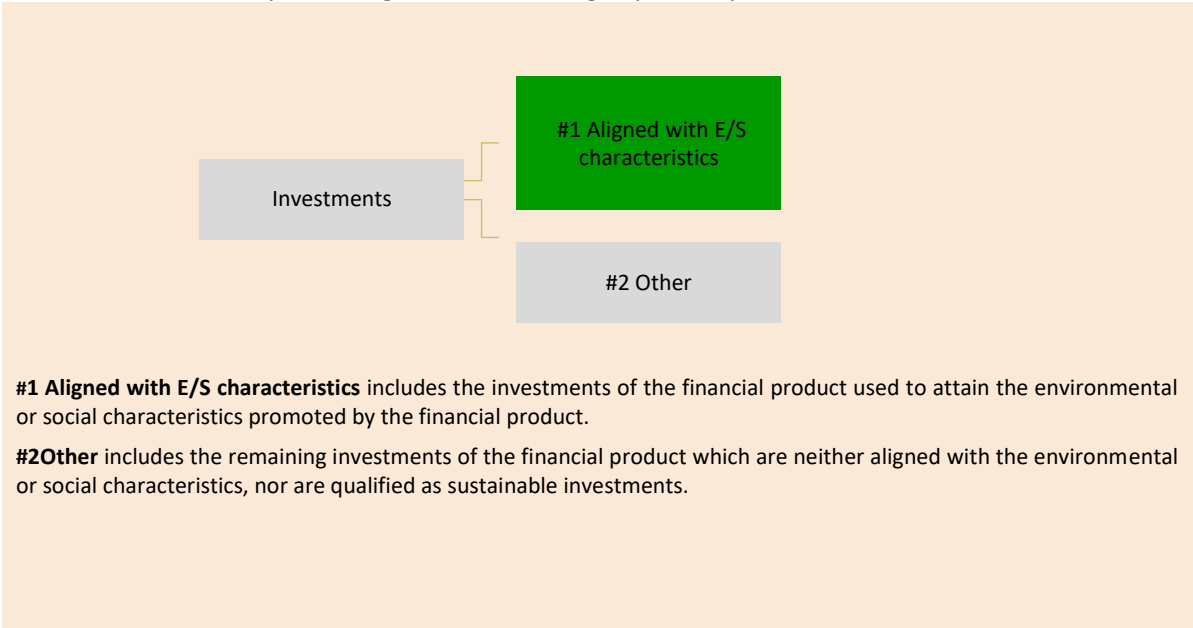 #1 Aligned with E/S
characteristics
Investments
#2 Other
#1 Aligned with E/S characteristics includes the investments of the financial product used to attain the environmental
or social characteristics promoted by the financial product.
#2Other includes the remaining investments of the financial product which are neither aligned with the environmental
or social characteristics, nor are qualified as sustainable investments.